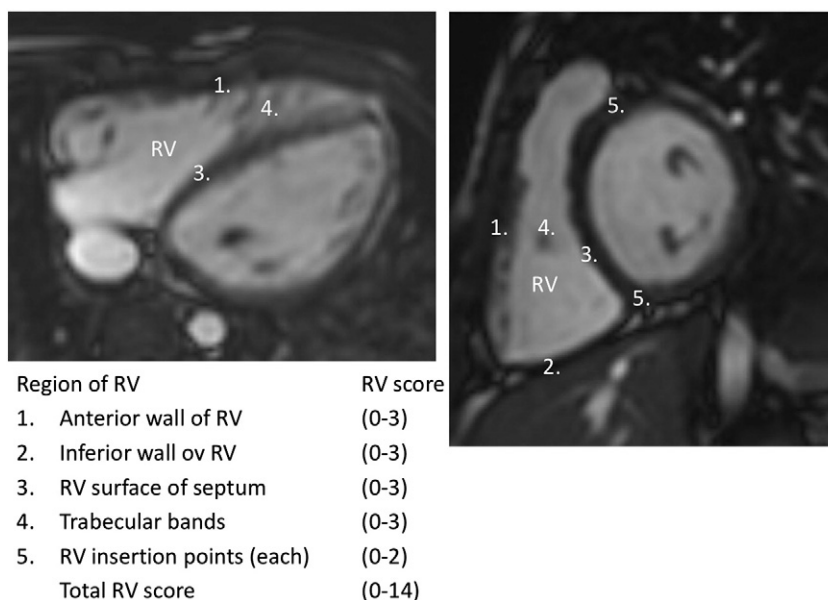 1.
4.
RV
3.
5.
1.
4.
3.
RV
5.
2.
Region of RV RV score
1. Anterior wall of RV (0-3)
2. Inferior wall ov RV (0-3)
3. RV surface of septum (0-3)
4. Trabecular bands (0-3)
5. RV insertion points (each) (0-2)
Total RV score (0-14)